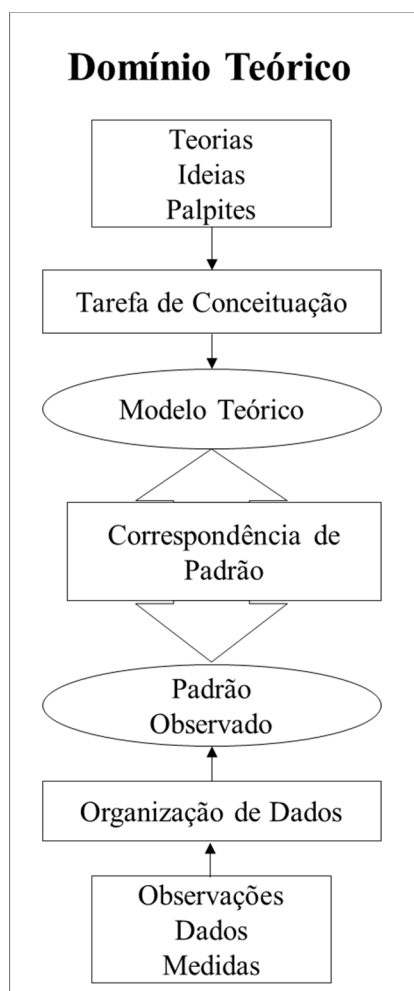 Domínio Teórico
Teorias
Ideias
Palpites
Tarefa de Conceituação
Modelo Teórico
Correspondência de
Padrão
Padrão
Observado
Organização de Dados
Observações
Dados
Medidas